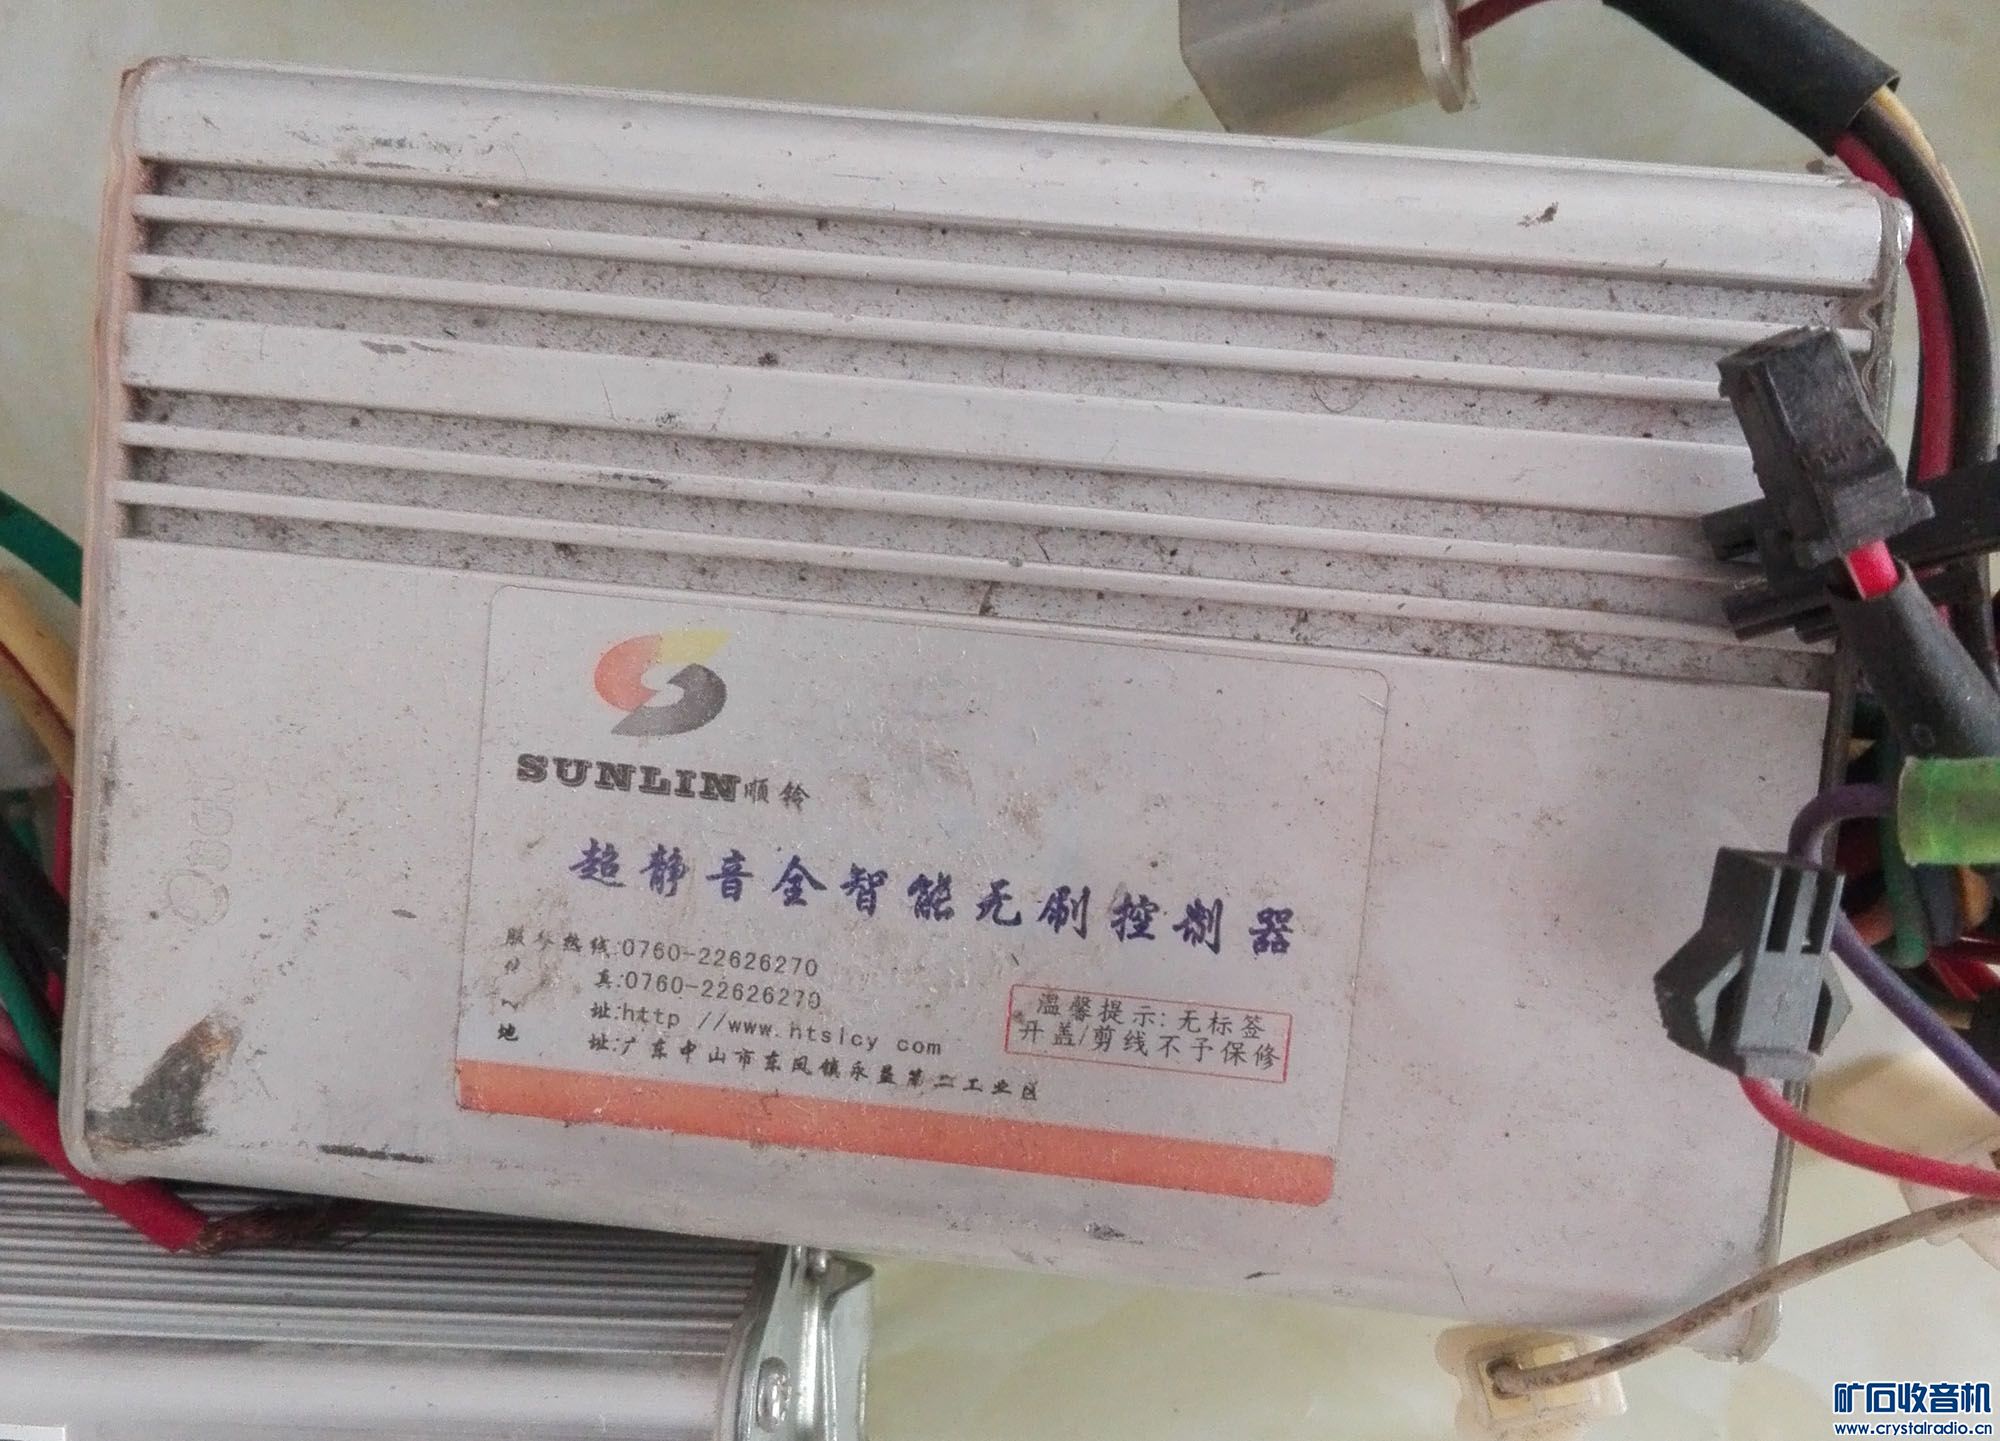 SUNLIN顺铃
超静音全智能无刷控制器
服务热线:0760-22626270
真:0760-22626270
址:http //www.htslcy com
地 址:广东中山市东凤镇永益第二工业区
温馨提示:无标签
开盖/剪线不予保修
矿石收音机
www.crystalradio.cn